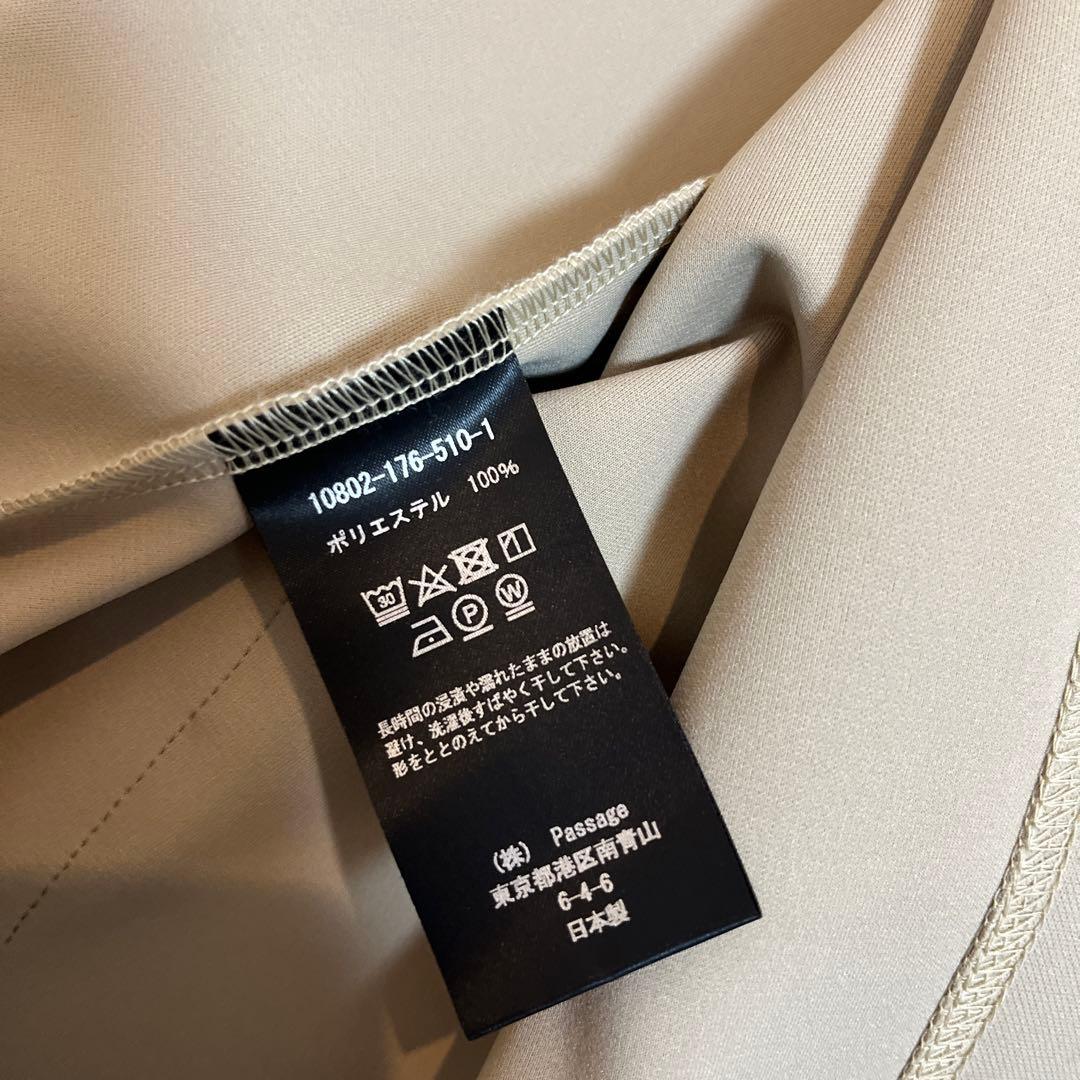 10802-176-510-1
ポリエステル 100%
30
P W
長時間の浸漬や濡れたままの放置は
避け、洗濯後すばやく干して下さい。
形をととのえてから干して下さい。
(株) Passage
東京都港区南青山
6-4-6
日本製